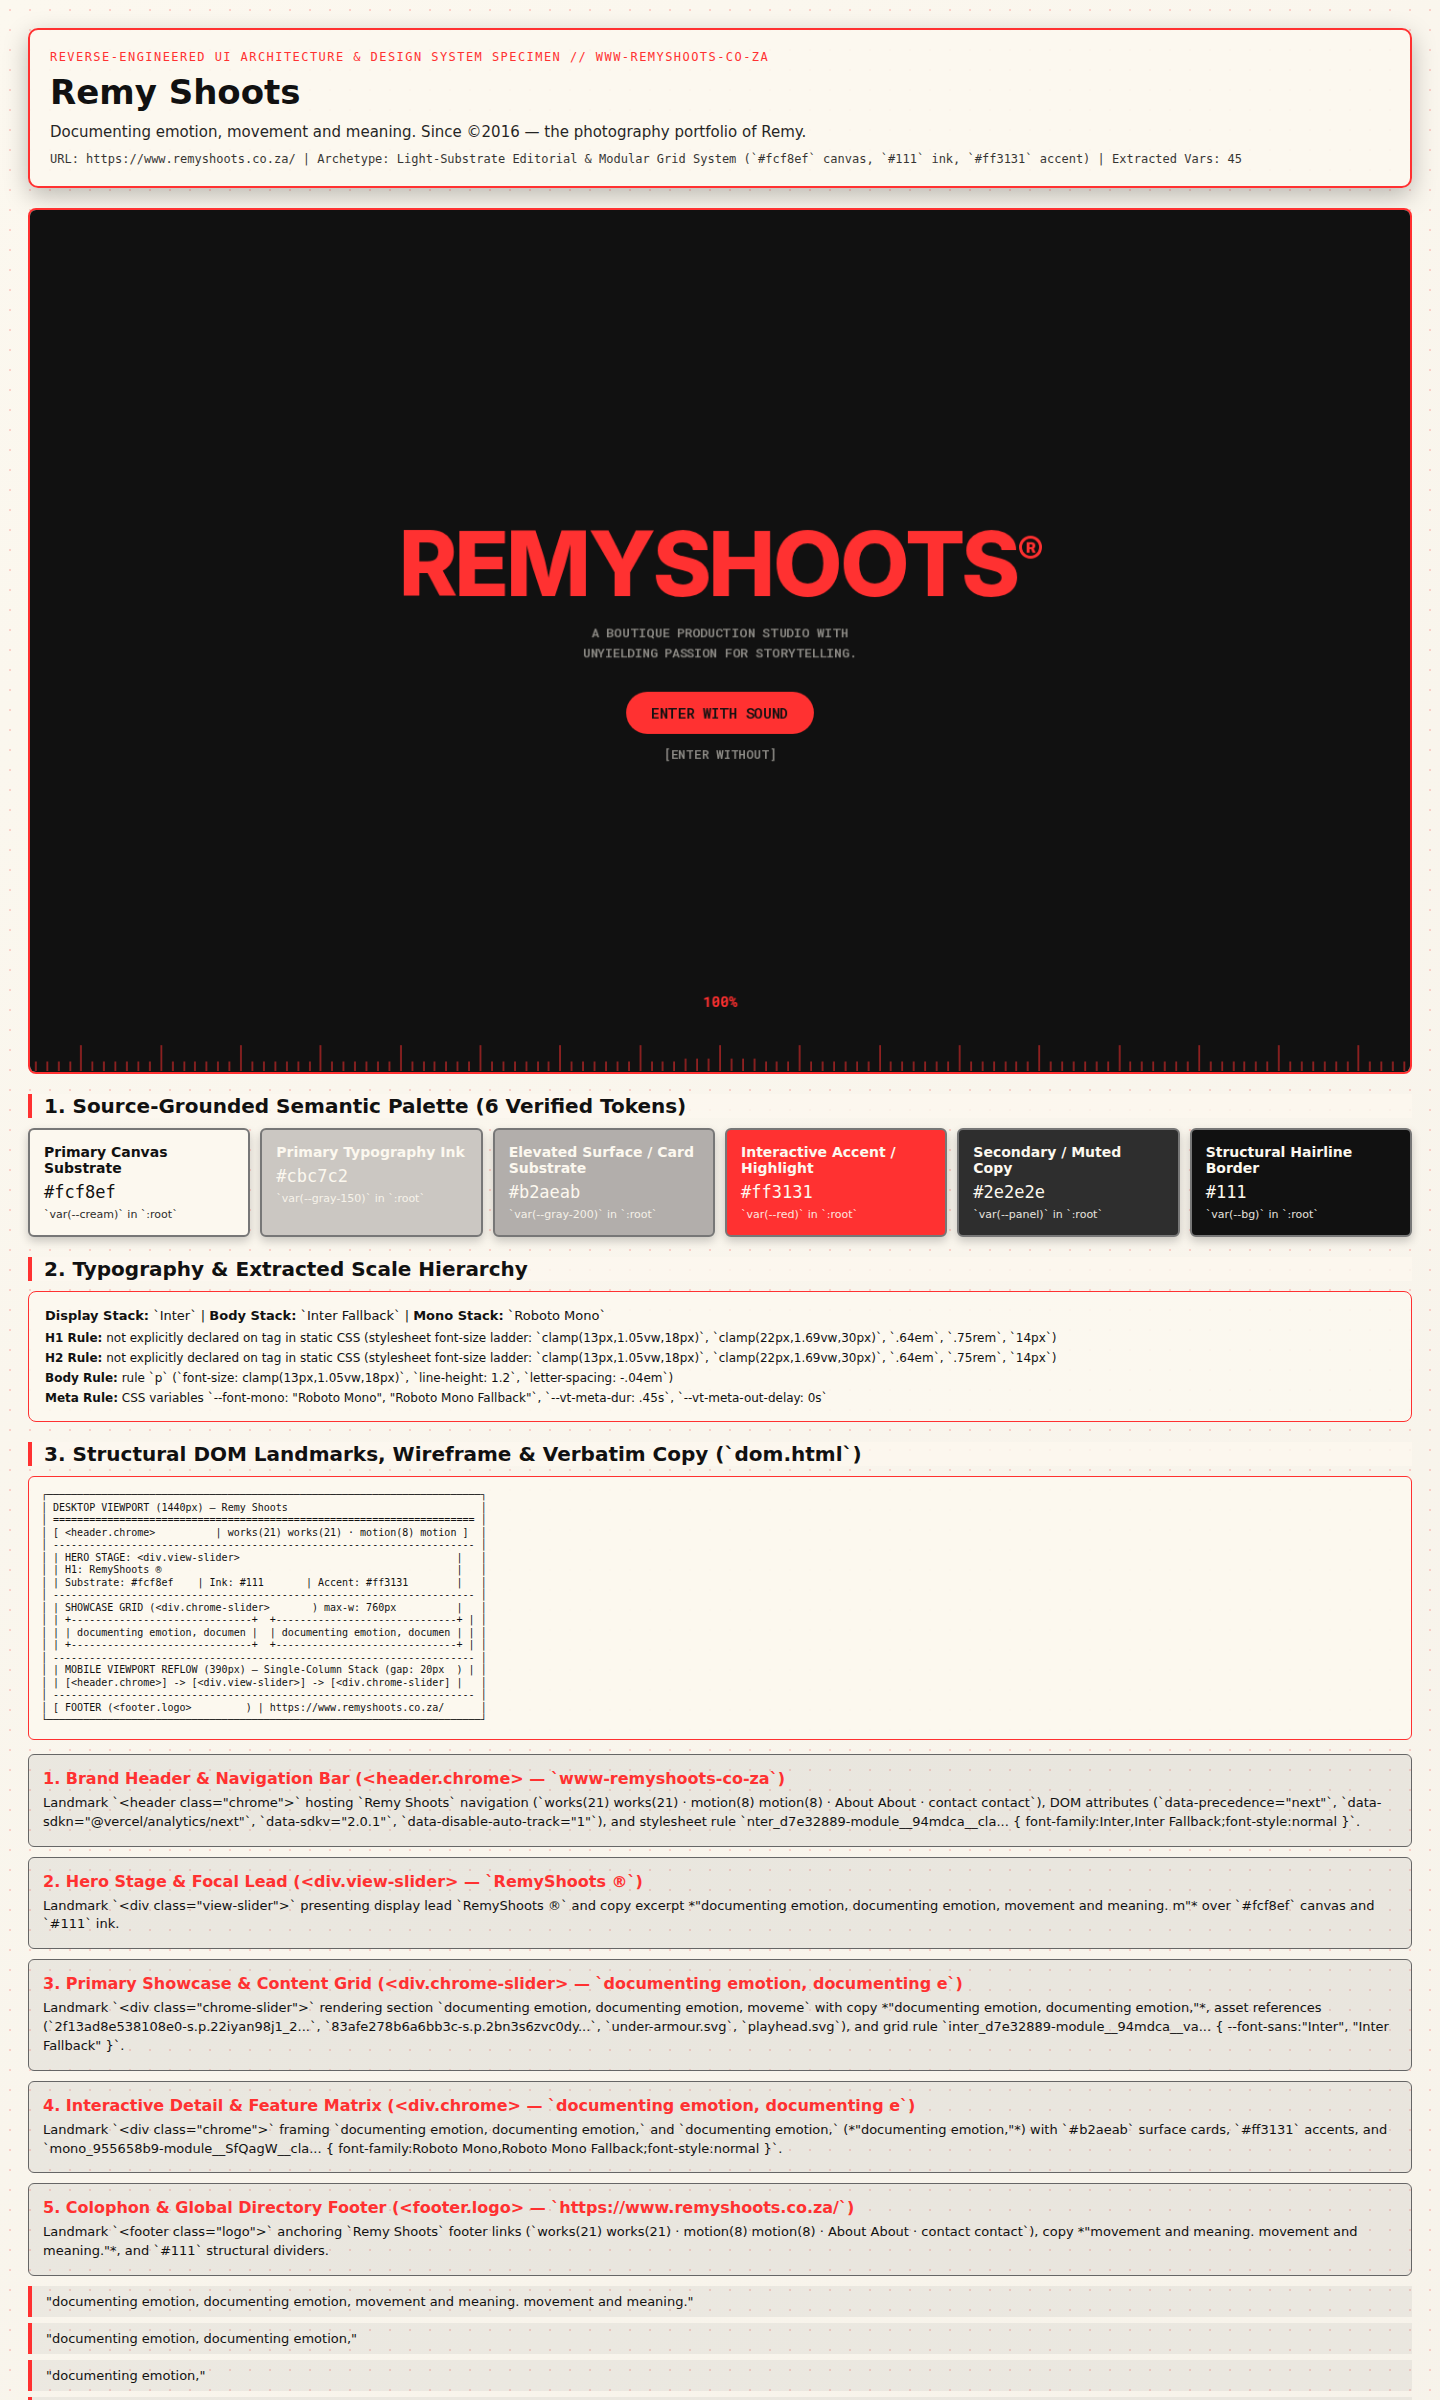 REVERSE-ENGINEERED UI ARCHITECTURE & DESIGN SYSTEM SPECIMEN // WWW-REMYSHOOTS-CO-ZA
Remy Shoots
Documenting emotion, movement and meaning. Since ©2016 — the photography portfolio of Remy.
URL: https://www.remyshoots.co.za/ | Archetype: Light-Substrate Editorial & Modular Grid System (`#fcf8ef` canvas, `#111` ink, `#ff3131` accent) | Extracted Vars: 45
REMYSHOOTS®
A BOUTIQUE PRODUCTION STUDIO WITH
UNYIELDING PASSION FOR STORYTELLING.
ENTER WITH SOUND
[ENTER WITHOUT]
100%
1. Source-Grounded Semantic Palette (6 Verified Tokens)
Primary Canvas
Substrate
#fcf8ef
`var(--cream)` in `:root`
Primary Typography Ink
#cbc7c2
`var(--gray-150)` in `:root`
Elevated Surface / Card
Substrate
#b2aeab
`var(--gray-200)` in `:root`
Interactive Accent /
Highlight
#ff3131
`var(--red)` in `:root`
Secondary / Muted
Copy
#2e2e2e
`var(--panel)` in `:root`
Structural Hairline
Border
#111
`var(--bg)` in `:root`
2. Typography & Extracted Scale Hierarchy
Display Stack: `Inter` | Body Stack: `Inter Fallback` | Mono Stack: `Roboto Mono`
H1 Rule: not explicitly declared on tag in static CSS (stylesheet font-size ladder: `clamp(13px,1.05vw,18px)`, `clamp(22px,1.69vw,30px)`, `.64em`, `.75rem`, `14px`)
H2 Rule: not explicitly declared on tag in static CSS (stylesheet font-size ladder: `clamp(13px,1.05vw,18px)`, `clamp(22px,1.69vw,30px)`, `.64em`, `.75rem`, `14px`)
Body Rule: rule `p` (`font-size: clamp(13px,1.05vw,18px)`, `line-height: 1.2`, `letter-spacing: -.04em`)
Meta Rule: CSS variables `--font-mono: "Roboto Mono", "Roboto Mono Fallback"`, `--vt-meta-dur: .45s`, `--vt-meta-out-delay: 0s`
3. Structural DOM Landmarks, Wireframe & Verbatim Copy (`dom.html`)
DESKTOP VIEWPORT (1440px) — Remy Shoots
======================================================================
[ <header.chrome> | works(21) works(21) · motion(8) motion ]
----------------------------------------------------------------------
| HERO STAGE: <div.view-slider> |
| H1: RemyShoots ® |
| Substrate: #fcf8ef | Ink: #111 | Accent: #ff3131 |
----------------------------------------------------------------------
| SHOWCASE GRID (<div.chrome-slider> ) max-w: 760px |
| +------------------------------+ +------------------------------+ |
| | documenting emotion, documen | | documenting emotion, documen | |
| +------------------------------+ +------------------------------+ |
----------------------------------------------------------------------
| MOBILE VIEWPORT REFLOW (390px) — Single-Column Stack (gap: 20px ) |
| [<header.chrome>] -> [<div.view-slider>] -> [<div.chrome-slider] |
----------------------------------------------------------------------
[ FOOTER (<footer.logo> ) | https://www.remyshoots.co.za/
1. Brand Header & Navigation Bar (<header.chrome> — `www-remyshoots-co-za`)
Landmark `<header class="chrome">` hosting `Remy Shoots` navigation (`works(21) works(21) · motion(8) motion(8) · About About · contact contact`), DOM attributes (`data-precedence="next"`, `data-
sdkn="@vercel/analytics/next"`, `data-sdkv="2.0.1"`, `data-disable-auto-track="1"`), and stylesheet rule `nter_d7e32889-module__94mdca__cla... { font-family:Inter,Inter Fallback;font-style:normal }`.
2. Hero Stage & Focal Lead (<div.view-slider> — `RemyShoots ®`)
Landmark `<div class="view-slider">` presenting display lead `RemyShoots ®` and copy excerpt *"documenting emotion, documenting emotion, movement and meaning. m"* over `#fcf8ef` canvas and
`#111` ink.
3. Primary Showcase & Content Grid (<div.chrome-slider> — `documenting emotion, documenting e`)
Landmark `<div class="chrome-slider">` rendering section `documenting emotion, documenting emotion, moveme` with copy *"documenting emotion, documenting emotion,"*, asset references
(`2f13ad8e538108e0-s.p.22iyan98j1_2...`, `83afe278b6a6bb3c-s.p.2bn3s6zvc0dy...`, `under-armour.svg`, `playhead.svg`), and grid rule `inter_d7e32889-module__94mdca__va... { --font-sans:"Inter", "Inter
Fallback" }`.
4. Interactive Detail & Feature Matrix (<div.chrome> — `documenting emotion, documenting e`)
Landmark `<div class="chrome">` framing `documenting emotion, documenting emotion,` and `documenting emotion,` (*"documenting emotion,"*) with `#b2aeab` surface cards, `#ff3131` accents, and
`mono_955658b9-module__SfQagW__cla... { font-family:Roboto Mono,Roboto Mono Fallback;font-style:normal }`.
5. Colophon & Global Directory Footer (<footer.logo> — `https://www.remyshoots.co.za/`)
Landmark `<footer class="logo">` anchoring `Remy Shoots` footer links (`works(21) works(21) · motion(8) motion(8) · About About · contact contact`), copy *"movement and meaning. movement and
meaning."*, and `#111` structural dividers.
"documenting emotion, documenting emotion, movement and meaning. movement and meaning."
"documenting emotion, documenting emotion,"
"documenting emotion,"